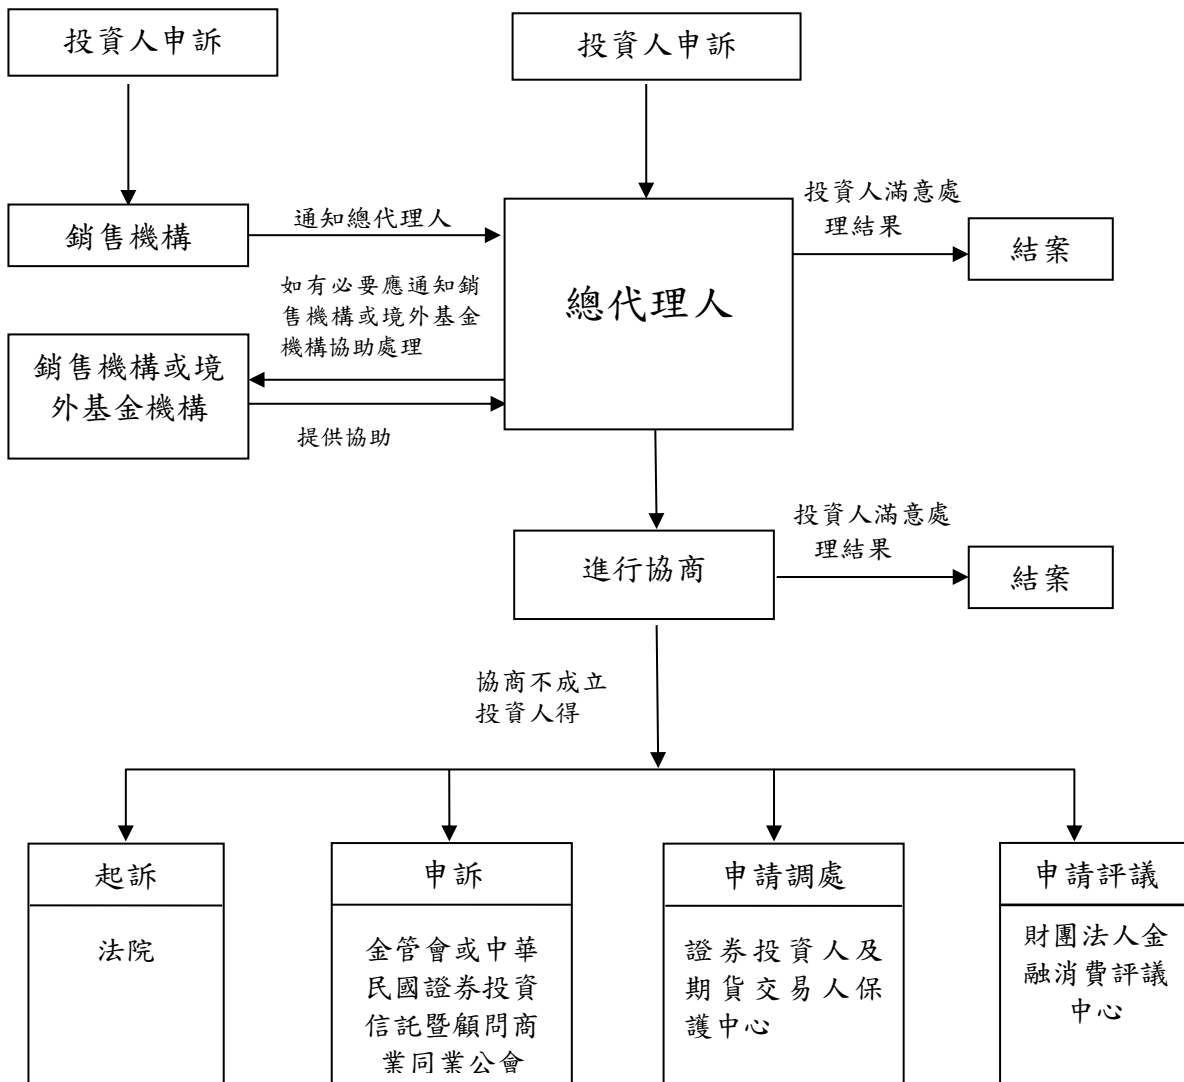 投資人申訴
投資人申訴
銷售機構
通知總代理人
總代理人
投資人滿意處
理結果
結案
如有必要應通知銷
售機構或境外基金
機構協助處理
銷售機構或境
外基金機構
提供協助
進行協商
投資人滿意處
理結果
結案
協商不成立
投資人得
起訴
法院
申訴
金管會或中華
民國證券投資
信託暨顧問商
業同業公會
申請調處
證券投資人及
期貨交易人保
護中心
申請評議
財團法人金
融消費評議
中心